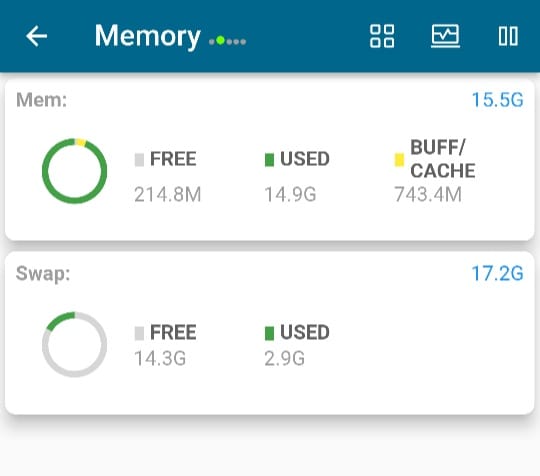 Memory
Mem: 15.5G
FREE USED BUFF/
CACHE
214.8M 14.9G 743.4M
Swap: 17.2G
FREE USED
14.3G 2.9G